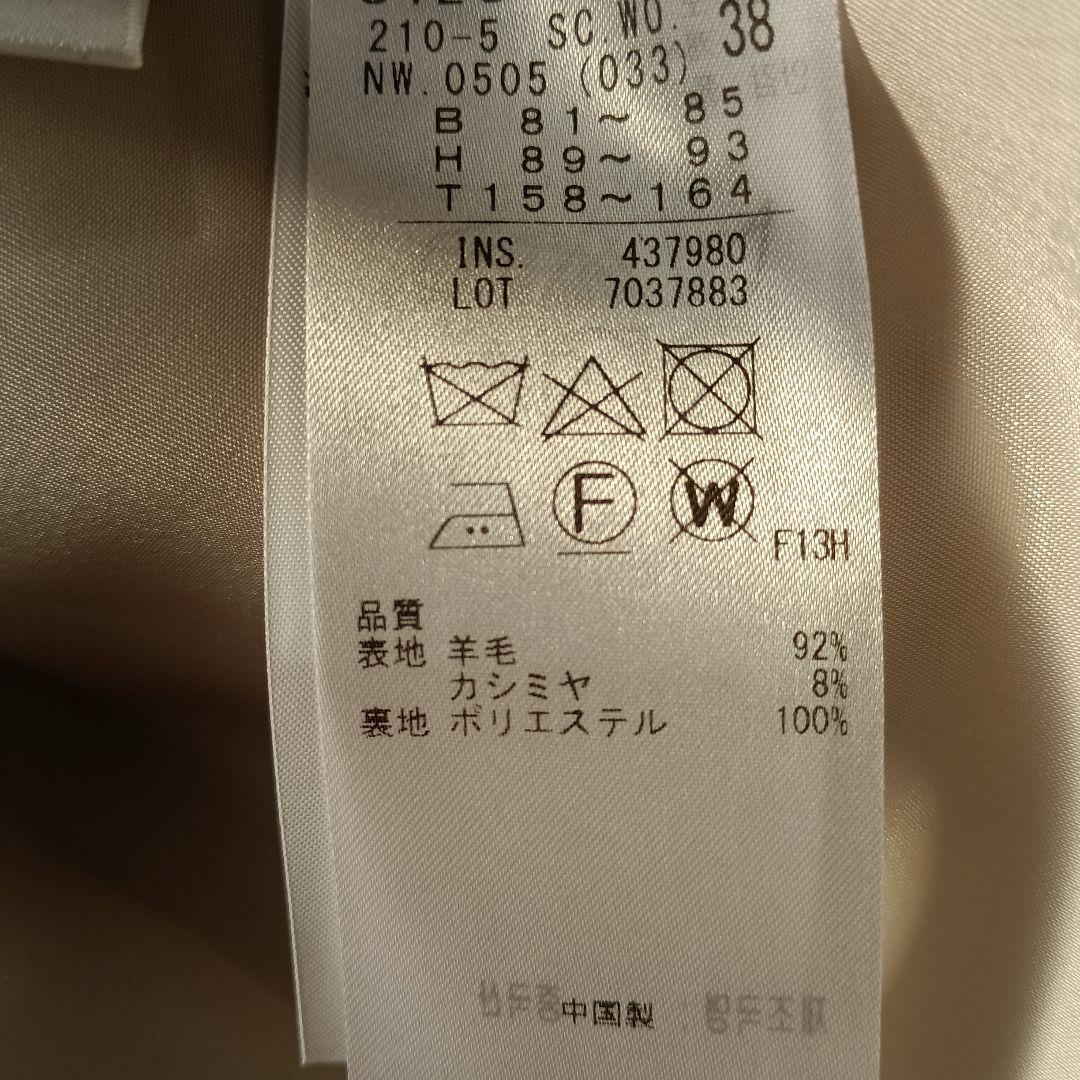 210-5 SC.WO. 38
NW.0505 (033)
B 81~ 85
H 89~ 93
T158~164
INS. 437980
LOT 7037883
F
W
F13H
品質
表地 羊毛 92%
カシミヤ 8%
裏地 ポリエステル 100%
中国製